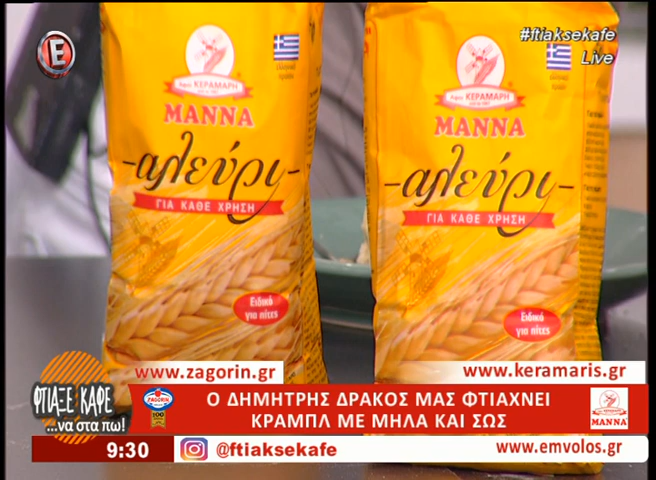 E
#ftiaksekafe
Live
Αφοι ΚΕΡΑΜΑΡΗ
MANNA
αλεύρι
ΓΙΑ ΚΑΘΕ ΧΡΗΣΗ
Ειδικό
για πίτες
Αφοι ΚΕΡΑΜΑΡΗ
MANNA
αλεύρι
ΓΙΑ ΚΑΘΕ ΧΡΗΣΗ
Ειδικό
για πίτες
www.zagorin.gr
www.keramaris.gr
ΦΤΙΑΞΕ ΚΑΦΕ
...να στα πω!
ZAGORIN
100
Ο ΔΗΜΗΤΡΗΣ ΔΡΑΚΟΣ ΜΑΣ ΦΤΙΑΧΝΕΙ
ΚΡΑΜΠΛ ΜΕ ΜΗΛΑ ΚΑΙ ΣΩΣ
MANNA
9:30
@ftiaksekafe
www.emvolos.gr